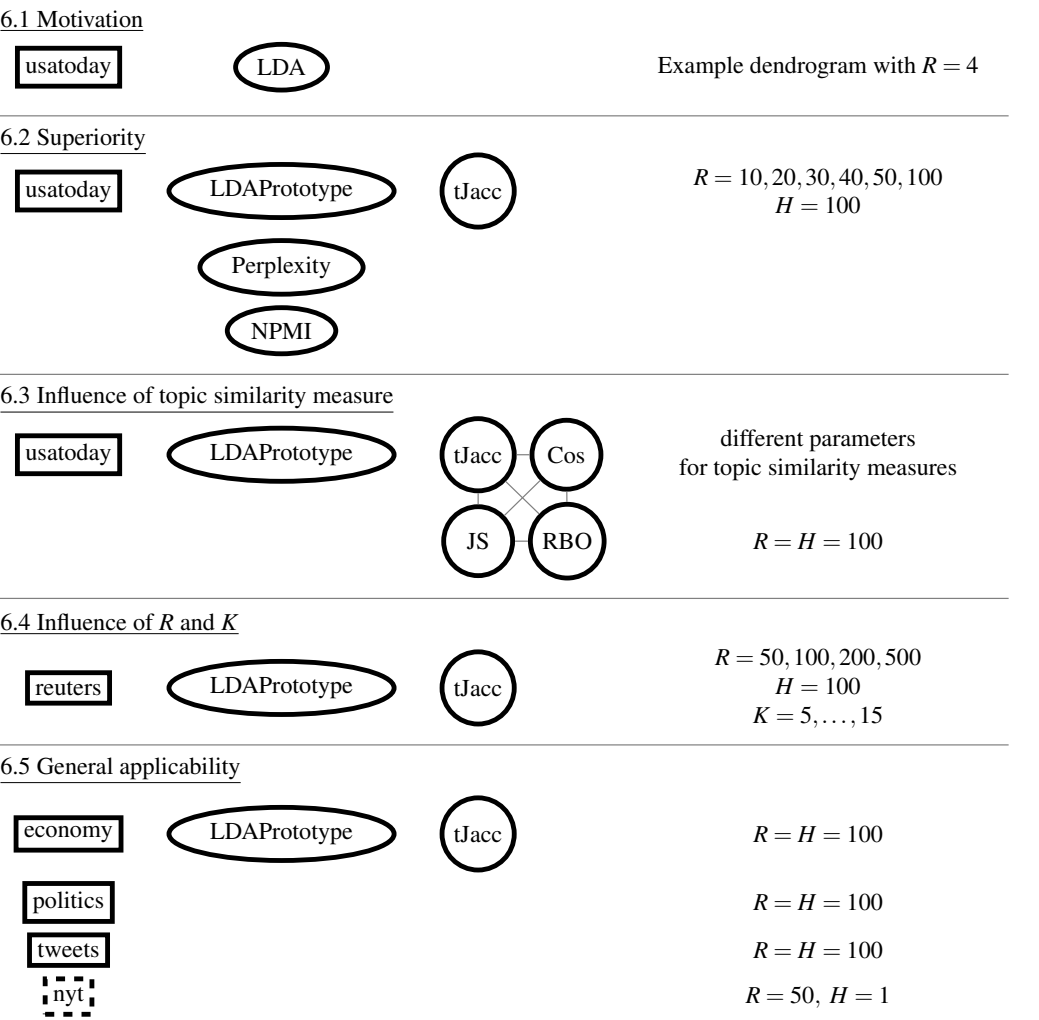 6.1 Motivation
usatoday LDA Example dendrogram with R = 4
6.2 Superiority
usatoday LDAPrototype tJacc R = 10, 20, 30, 40, 50, 100
H = 100
Perplexity
NPMI
6.3 Influence of topic similarity measure
usatoday LDAPrototype tJacc Cos different parameters
for topic similarity measures
JS RBO R = H = 100
6.4 Influence of R and K
reuters LDAPrototype tJacc R = 50, 100, 200, 500
H = 100
K = 5, . . . , 15
6.5 General applicability
economy LDAPrototype tJacc R = H = 100
politics R = H = 100
tweets R = H = 100
nyt R = 50, H = 1